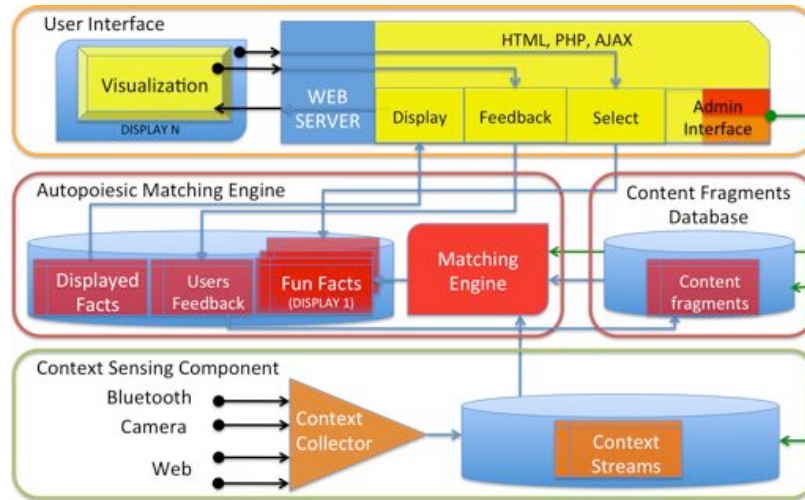 User Interface
HTML, PHP, AJAX
Visualization
DISPLAY N
WEB
SERVER
Display
Feedback
Select
Admin
Interface
Autopoiesic Matching Engine
Content Fragments
Database
Displayed
Facts
Users
Feedback
Fun Facts
(DISPLAY 1)
Matching
Engine
Content
fragments
Context Sensing Component
Bluetooth
Camera
Web
Context
Collector
Context
Streams